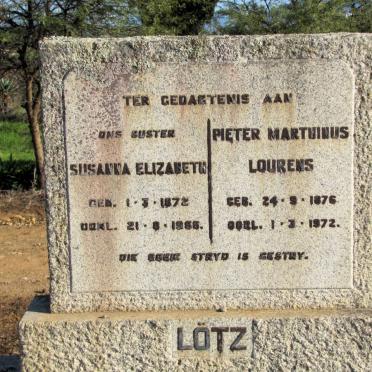 TER GEDAGTENIS AAN
ONS SUSTER
SUSANNA ELIZABETH
GEB. 1·3·1872
OORL. 21·8·1966.
PIETER MARTUINUS
LOURENS
GEB. 24·9·1876
OORL. 1·3·1972.
DIE GOEIE STRYD IS GESTRY.
LÖTZ